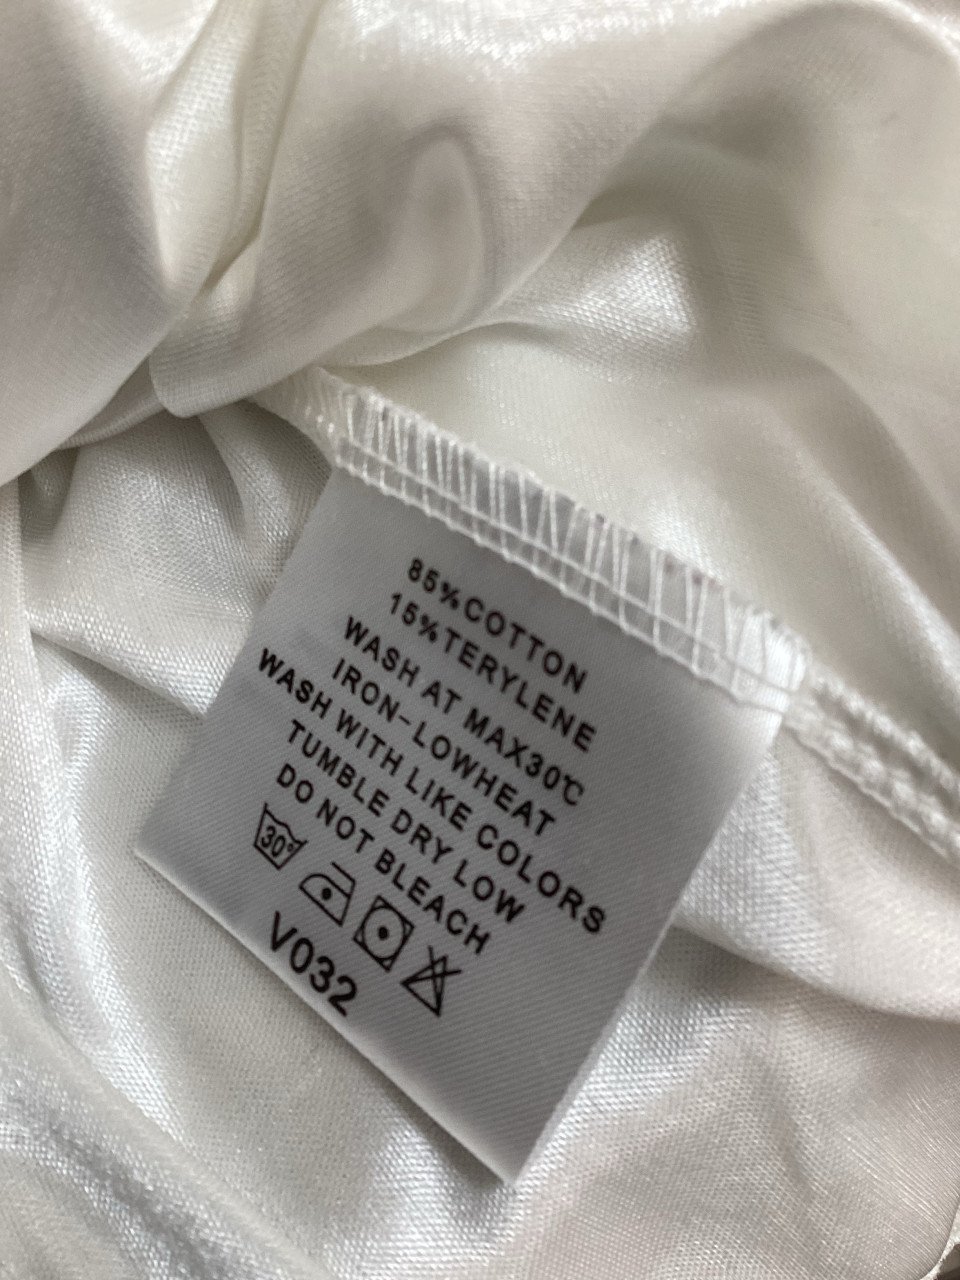 85%COTTON
15%TERYLENE
WASH AT MAX30℃
IRON-LOWHEAT
WASH WITH LIKE COLORS
TUMBLE DRY LOW
DO NOT BLEACH
30°
V032